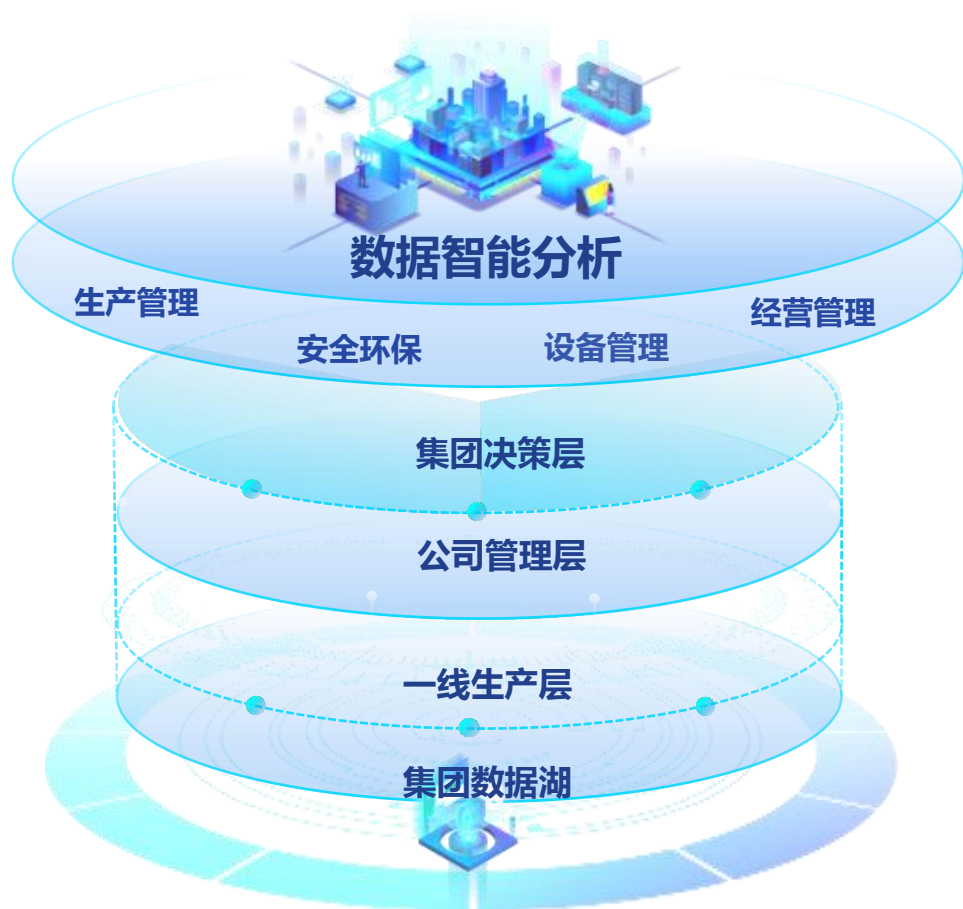 数据智能分析
生产管理
安全环保
设备管理
经营管理
集团决策层
公司管理层
一线生产层
集团数据湖